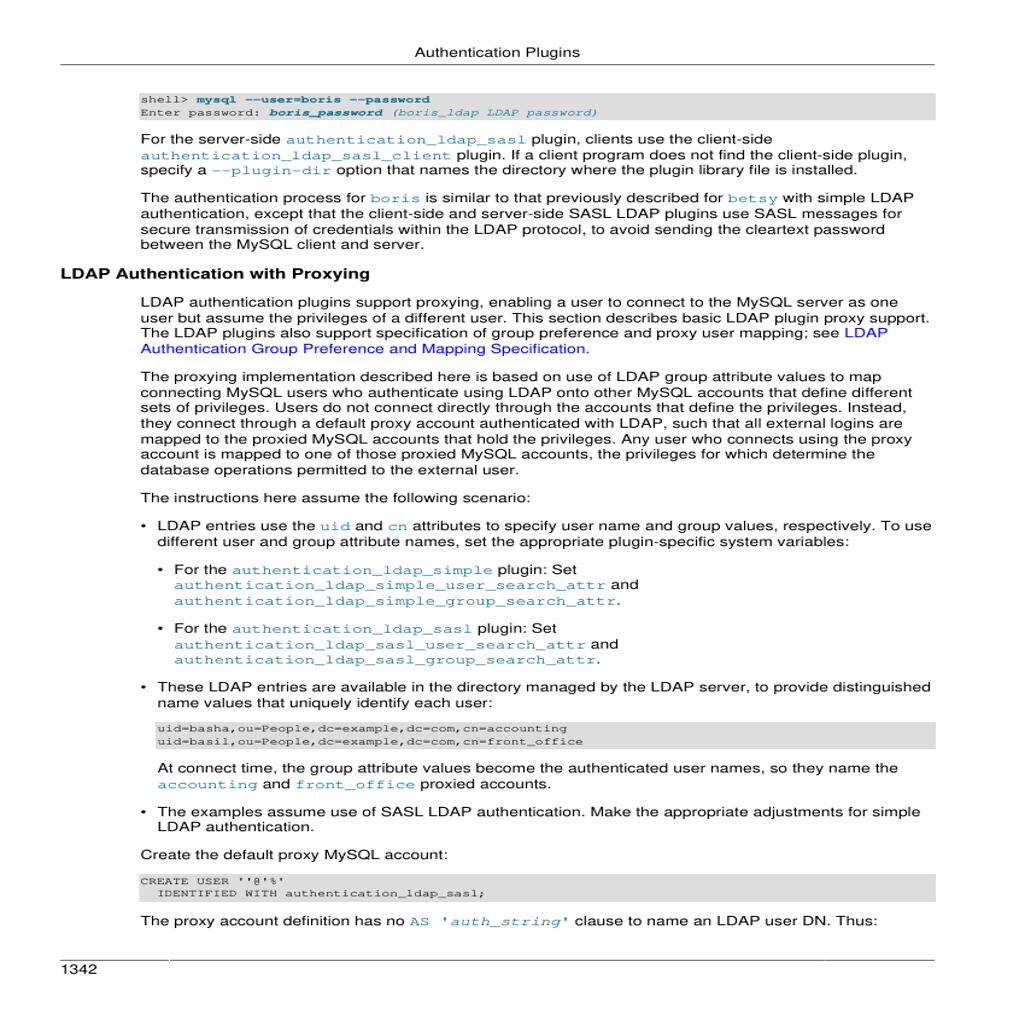 Authentication Plugins
shell> mysql --user=boris --password
Enter password: boris_password (boris_ldap LDAP password)
For the server-side authentication_ldap_sasl plugin, clients use the client-side
authentication_ldap_sasl_client plugin. If a client program does not find the client-side plugin,
specify a --plugin-dir option that names the directory where the plugin library file is installed.
The authentication process for boris is similar to that previously described for betsy with simple LDAP
authentication, except that the client-side and server-side SASL LDAP plugins use SASL messages for
secure transmission of credentials within the LDAP protocol, to avoid sending the cleartext password
between the MySQL client and server.
LDAP Authentication with Proxying
LDAP authentication plugins support proxying, enabling a user to connect to the MySQL server as one
user but assume the privileges of a different user. This section describes basic LDAP plugin proxy support.
The LDAP plugins also support specification of group preference and proxy user mapping; see LDAP
Authentication Group Preference and Mapping Specification.
The proxying implementation described here is based on use of LDAP group attribute values to map
connecting MySQL users who authenticate using LDAP onto other MySQL accounts that define different
sets of privileges. Users do not connect directly through the accounts that define the privileges. Instead,
they connect through a default proxy account authenticated with LDAP, such that all external logins are
mapped to the proxied MySQL accounts that hold the privileges. Any user who connects using the proxy
account is mapped to one of those proxied MySQL accounts, the privileges for which determine the
database operations permitted to the external user.
The instructions here assume the following scenario:
• LDAP entries use the uid and cn attributes to specify user name and group values, respectively. To use
different user and group attribute names, set the appropriate plugin-specific system variables:
• For the authentication_ldap_simple plugin: Set
authentication_ldap_simple_user_search_attr and
authentication_ldap_simple_group_search_attr.
• For the authentication_ldap_sasl plugin: Set
authentication_ldap_sasl_user_search_attr and
authentication_ldap_sasl_group_search_attr.
• These LDAP entries are available in the directory managed by the LDAP server, to provide distinguished
name values that uniquely identify each user:
uid=basha,ou=People,dc=example,dc=com,cn=accounting
uid=basil,ou=People,dc=example,dc=com,cn=front_office
At connect time, the group attribute values become the authenticated user names, so they name the
accounting and front_office proxied accounts.
• The examples assume use of SASL LDAP authentication. Make the appropriate adjustments for simple
LDAP authentication.
Create the default proxy MySQL account:
CREATE USER ''@'%'
IDENTIFIED WITH authentication_ldap_sasl;
The proxy account definition has no AS 'auth_string' clause to name an LDAP user DN. Thus:
1342